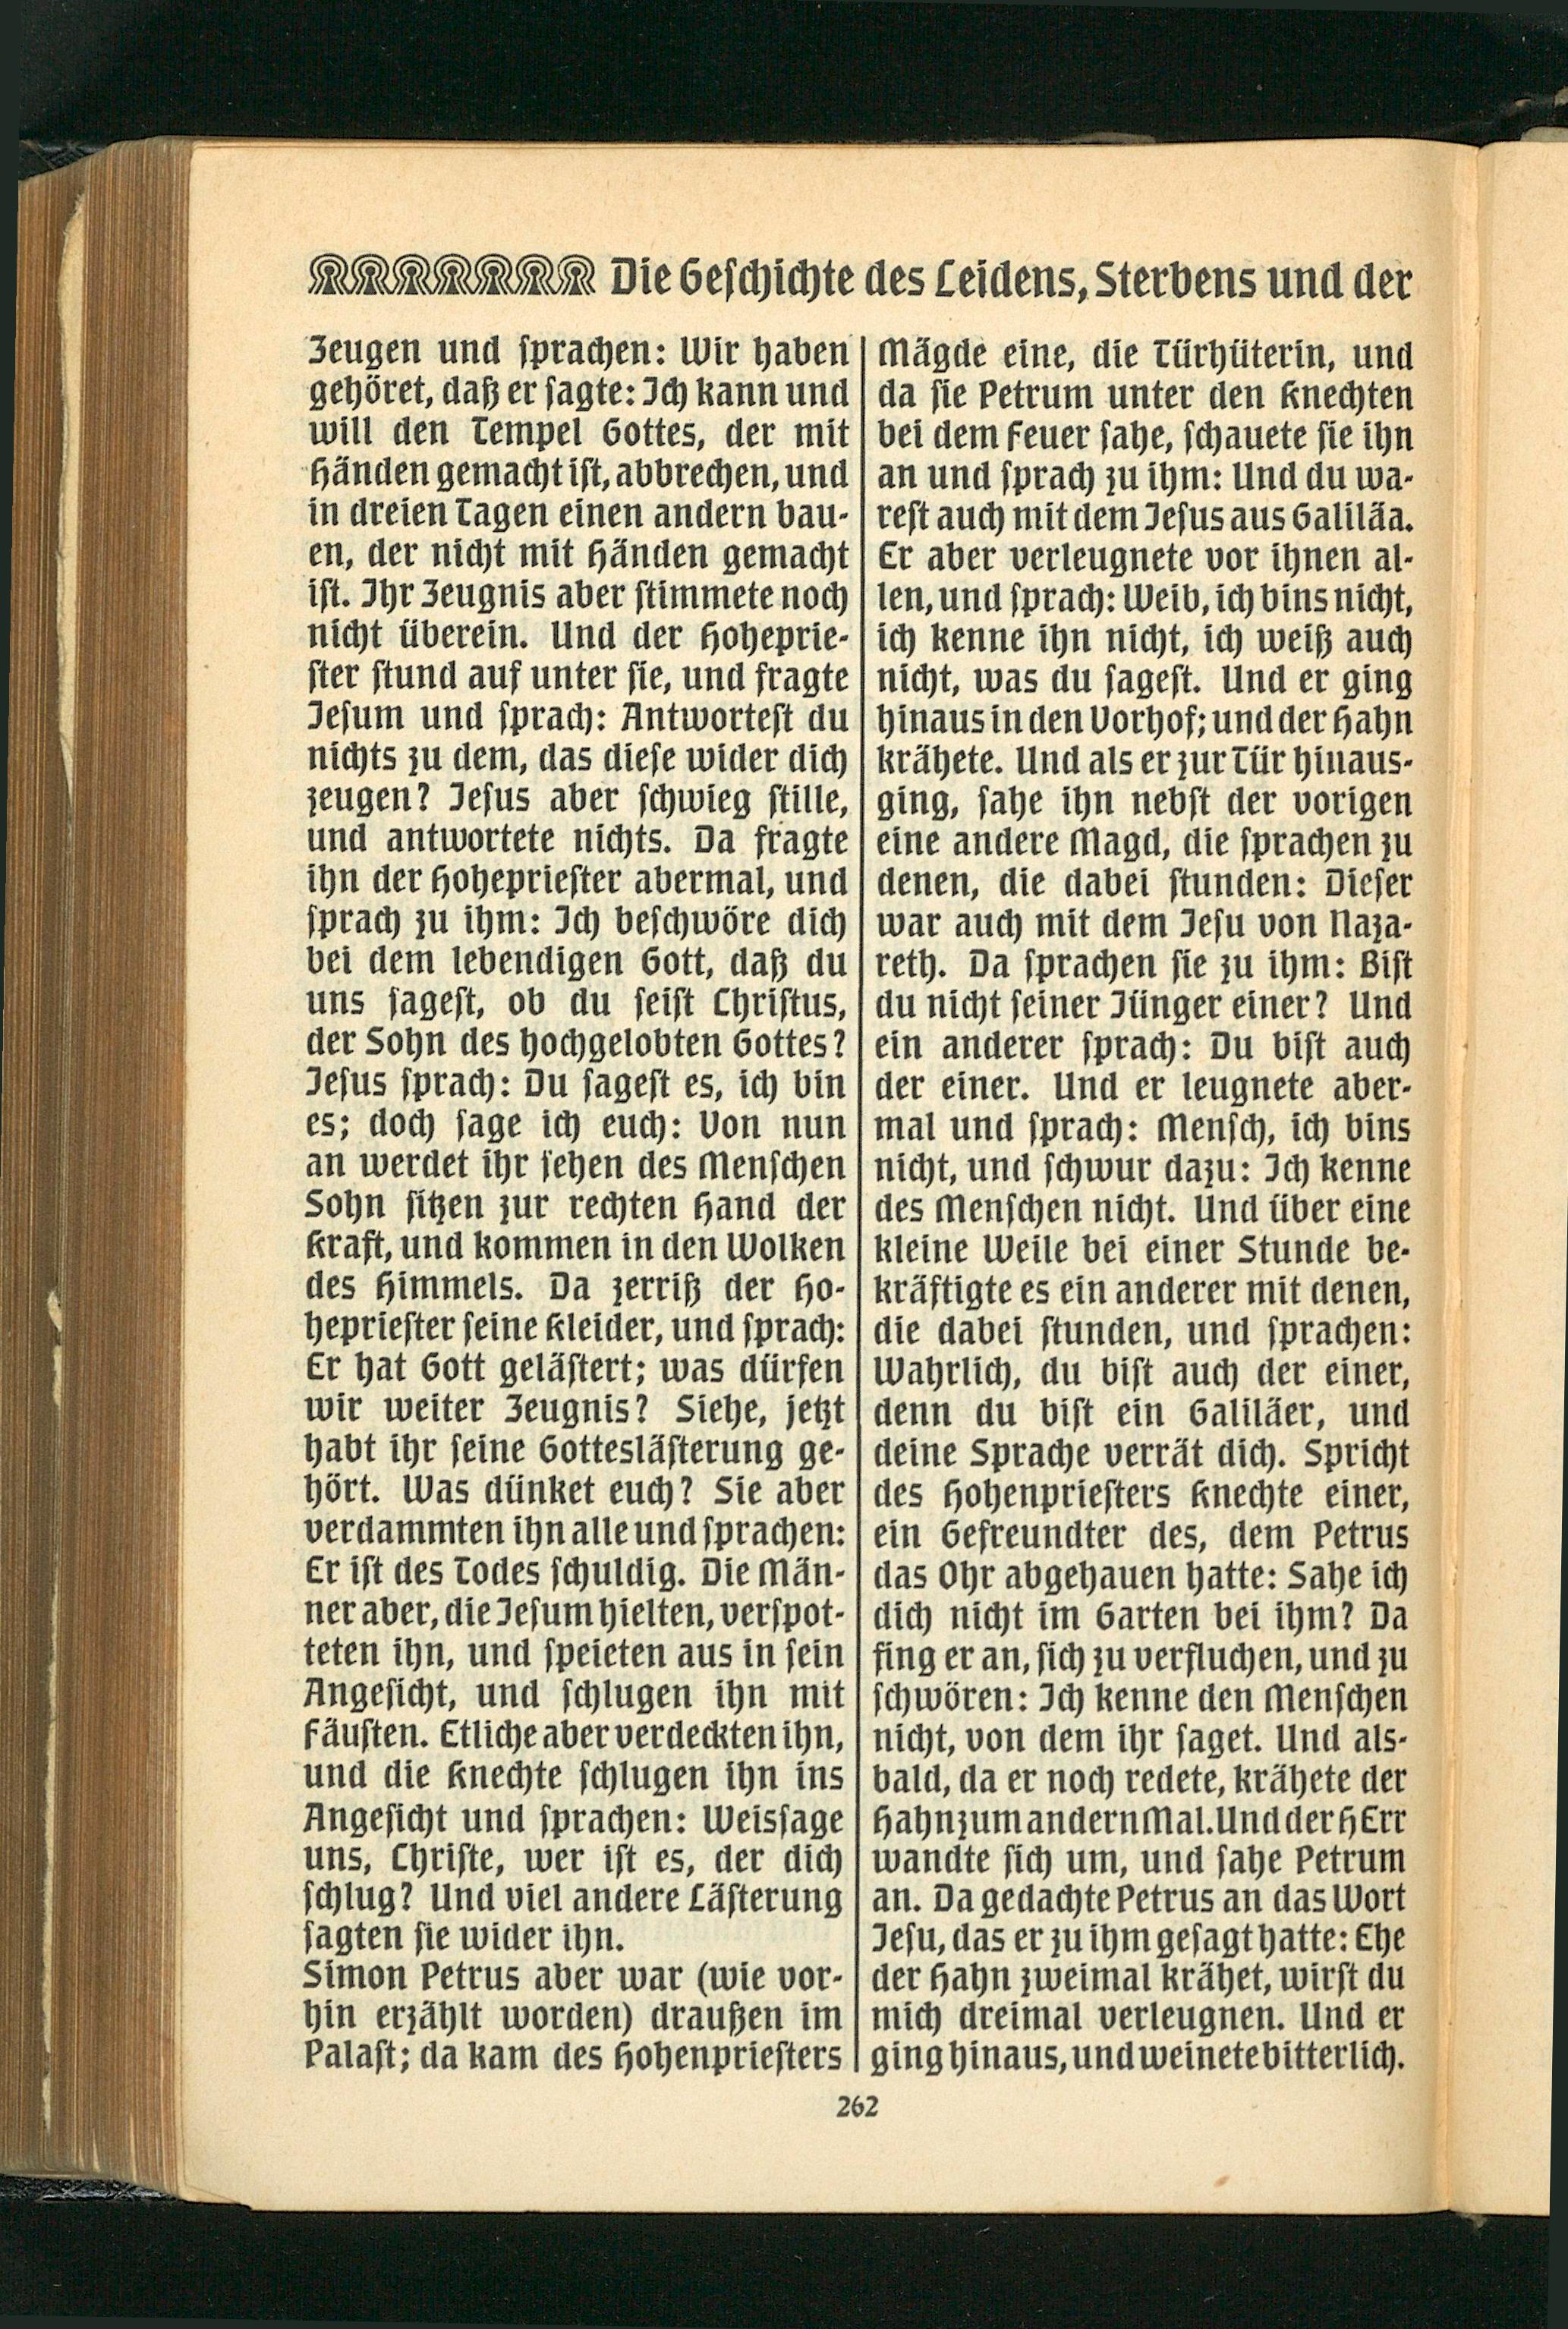 Die Geſchichte des Leidens, Sterbens und der
Zeugen und ſprachen: Wir haben
gehöret, daß er ſagte: Ich kann und
will den Tempel Gottes, der mit
Händen gemacht iſt, abbrechen, und
in dreien Tagen einen andern bau-
en, der nicht mit Händen gemacht
iſt. Ihr Zeugnis aber ſtimmete noch
nicht überein. Und der Hoheprie-
ſter ſtund auf unter ſie, und fragte
Jeſum und ſprach: Antworteſt du
nichts zu dem, das dieſe wider dich
zeugen? Jeſus aber ſchwieg ſtille,
und antwortete nichts. Da fragte
ihn der Hoheprieſter abermal, und
ſprach zu ihm: Ich beſchwöre dich
bei dem lebendigen Gott, daß du
uns ſageſt, ob du ſeiſt Chriſtus,
der Sohn des hochgelobten Gottes?
Jeſus ſprach: Du ſageſt es, ich bin
es; doch ſage ich euch: Von nun
an werdet ihr ſehen des Menſchen
Sohn ſitzen zur rechten Hand der
Kraft, und kommen in den Wolken
des Himmels. Da zerriß der Ho-
heprieſter ſeine Kleider, und ſprach:
Er hat Gott geläſtert; was dürfen
wir weiter Zeugnis? Siehe, jetzt
habt ihr ſeine Gottesläſterung ge-
hört. Was dünket euch? Sie aber
verdammten ihn alle und ſprachen:
Er iſt des Todes ſchuldig. Die Män-
ner aber, die Jeſum hielten, verſpot-
teten ihn, und ſpeieten aus in ſein
Angeſicht, und ſchlugen ihn mit
Fäuſten. Etliche aber verdeckten ihn,
und die Knechte ſchlugen ihn ins
Angeſicht und ſprachen: Weisſage
uns, Chriſte, wer iſt es, der dich
ſchlug? Und viel andere Läſterung
ſagten ſie wider ihn.
Simon Petrus aber war (wie vor-
hin erzählt worden) draußen im
Palaſt; da kam des Hohenprieſters
Mägde eine, die Türhüterin, und
da ſie Petrum unter den Knechten
bei dem Feuer ſahe, ſchauete ſie ihn
an und ſprach zu ihm: Und du wa-
reſt auch mit dem Jeſus aus Galiläa.
Er aber verleugnete vor ihnen al-
len, und ſprach: Weib, ich bins nicht,
ich kenne ihn nicht, ich weiß auch
nicht, was du ſageſt. Und er ging
hinaus in den Vorhof; und der Hahn
krähete. Und als er zur Tür hinaus-
ging, ſahe ihn nebſt der vorigen
eine andere Magd, die ſprachen zu
denen, die dabei ſtunden: Dieſer
war auch mit dem Jeſu von Naza-
reth. Da ſprachen ſie zu ihm: Biſt
du nicht ſeiner Jünger einer? Und
ein anderer ſprach: Du biſt auch
der einer. Und er leugnete aber-
mal und ſprach: Menſch, ich bins
nicht, und ſchwur dazu: Ich kenne
des Menſchen nicht. Und über eine
kleine Weile bei einer Stunde be-
kräftigte es ein anderer mit denen,
die dabei ſtunden, und ſprachen:
Wahrlich, du biſt auch der einer,
denn du biſt ein Galiläer, und
deine Sprache verrät dich. Spricht
des Hohenprieſters Knechte einer,
ein Gefreundter des, dem Petrus
das Ohr abgehauen hatte: Sahe ich
dich nicht im Garten bei ihm? Da
fing er an, ſich zu verfluchen, und zu
ſchwören: Ich kenne den Menſchen
nicht, von dem ihr ſaget. Und als-
bald, da er noch redete, krähete der
Hahn zum andern Mal. Und der HErr
wandte ſich um, und ſahe Petrum
an. Da gedachte Petrus an das Wort
Jeſu, das er zu ihm geſagt hatte: Ehe
der Hahn zweimal krähet, wirſt du
mich dreimal verleugnen. Und er
ging hinaus, und weinete bitterlich.
262